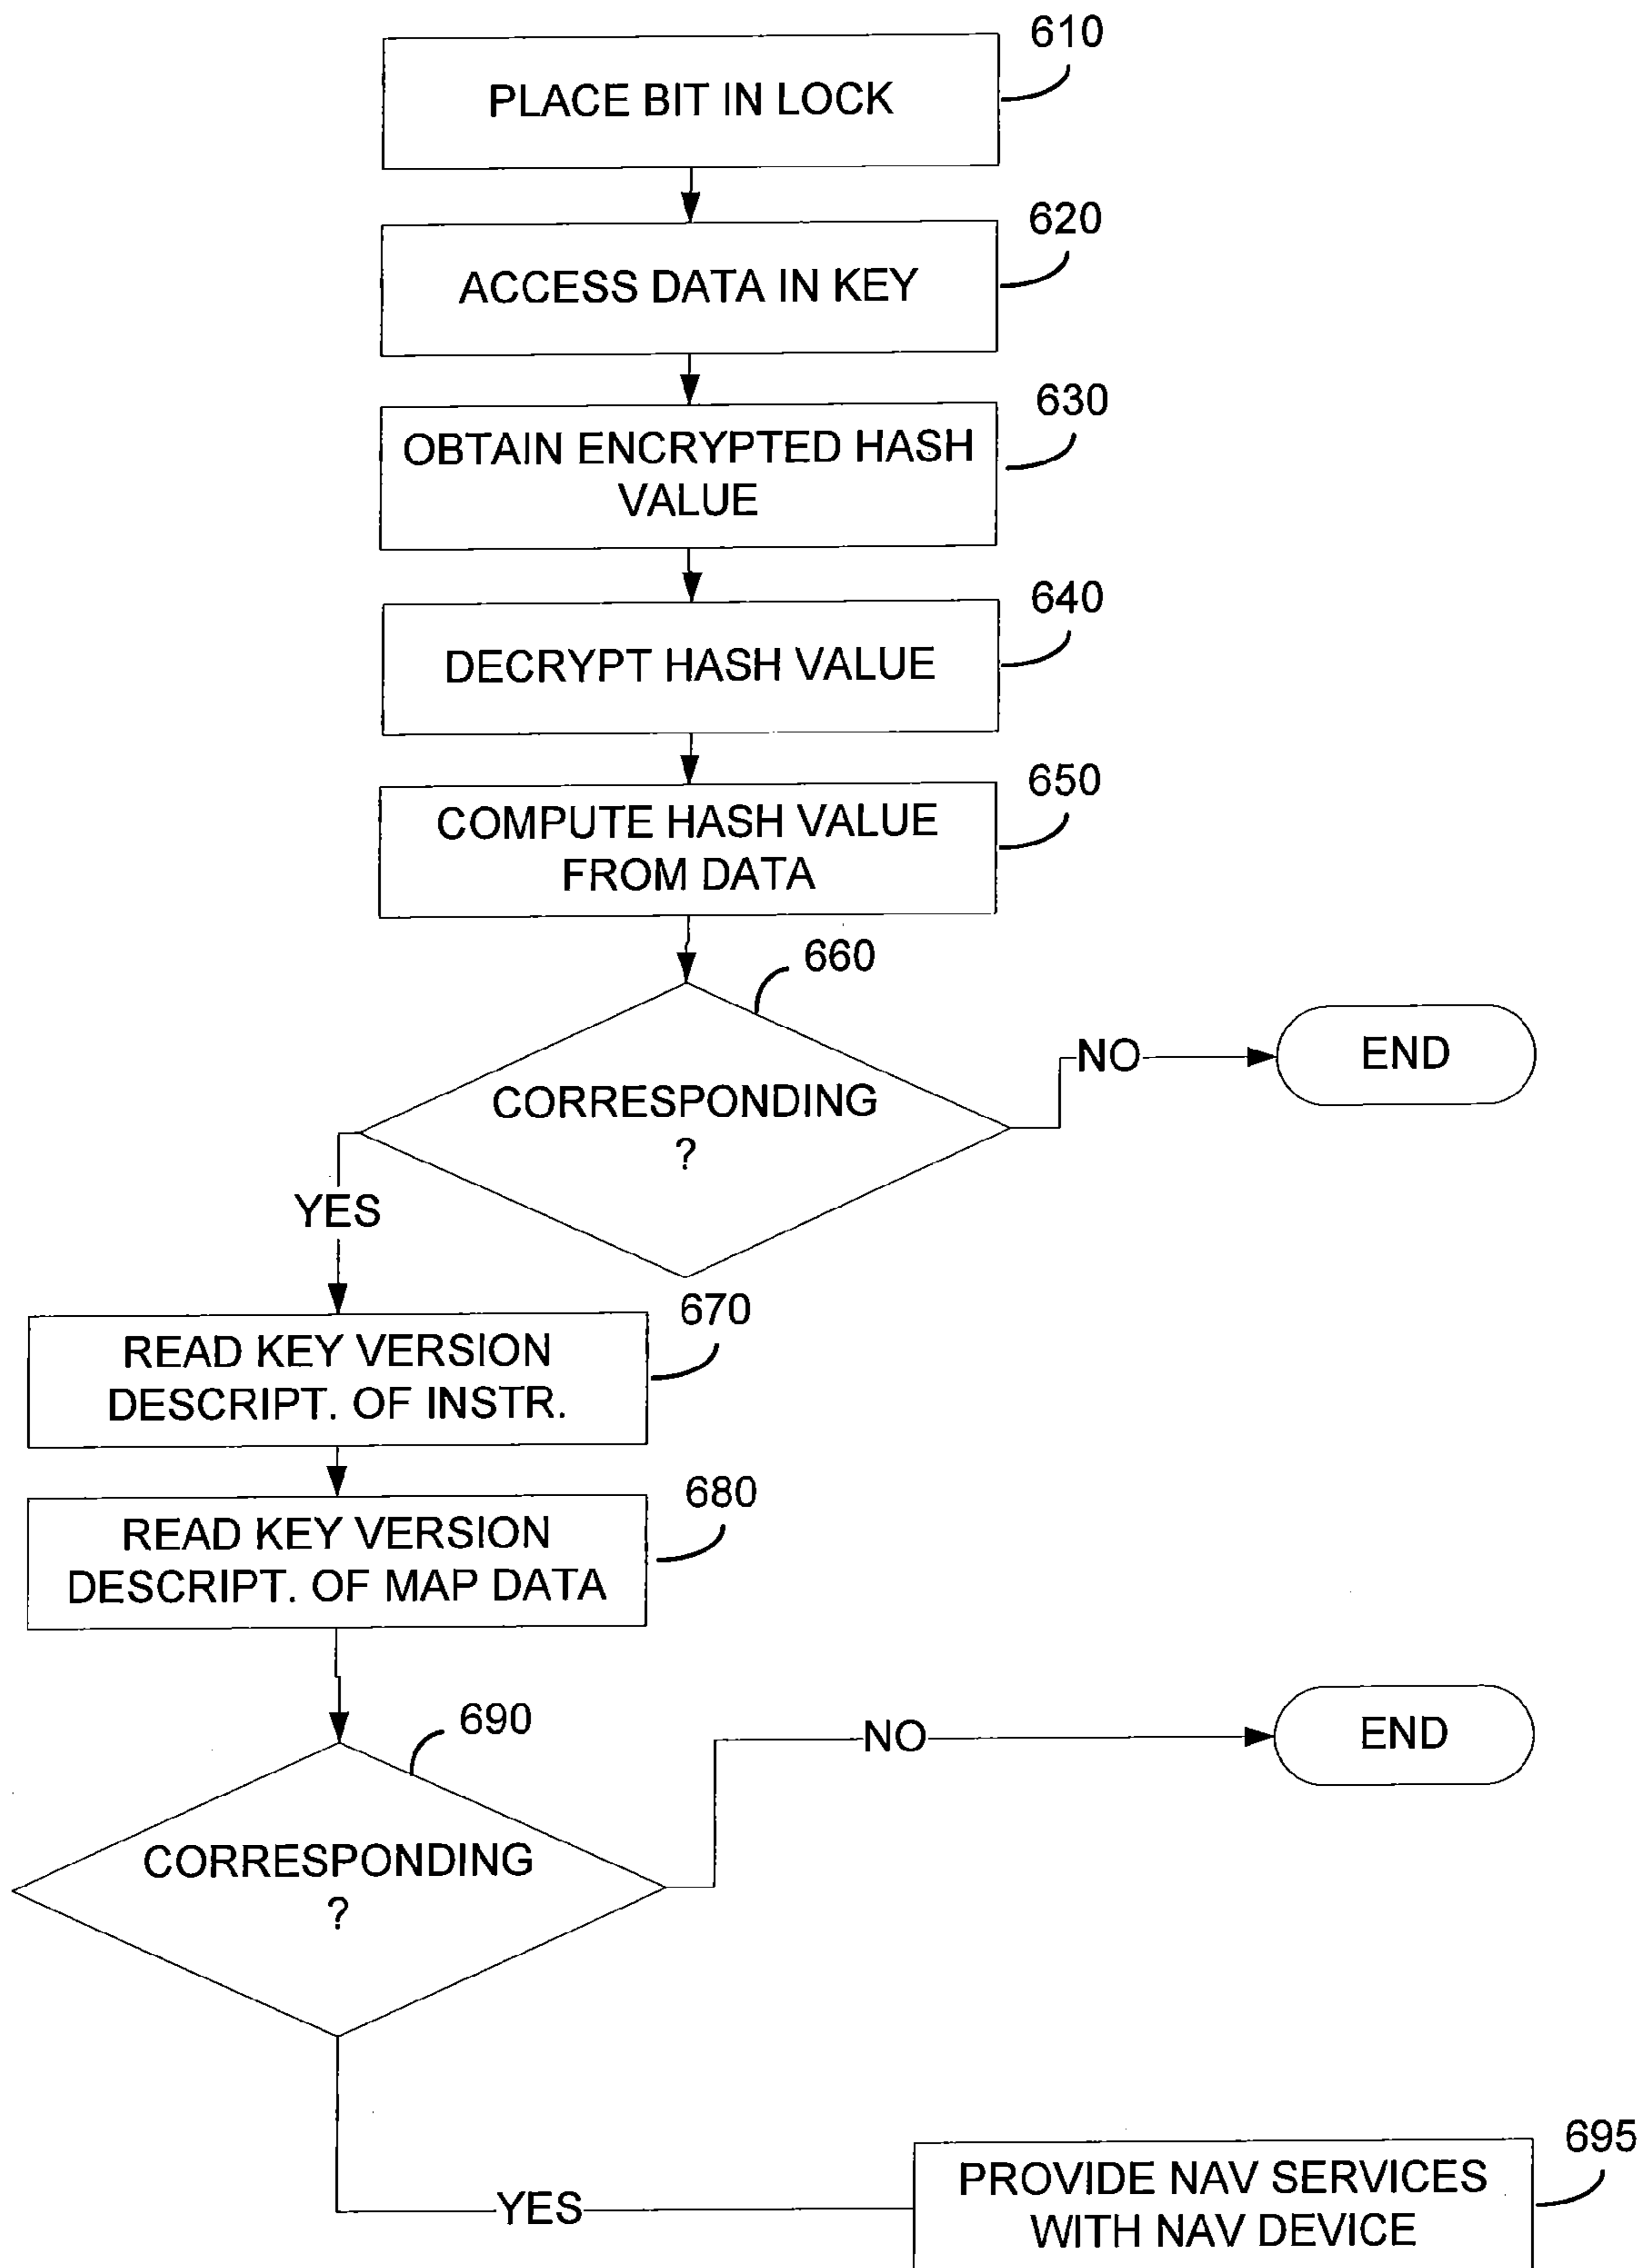 610
PLACE BIT IN LOCK
620
ACCESS DATA IN KEY
630
OBTAIN ENCRYPTED HASH
VALUE
640
DECRYPT HASH VALUE
650
COMPUTE HASH VALUE
FROM DATA
660
CORRESPONDING
?
NO
END
YES
670
READ KEY VERSION
DESCRIPT. OF INSTR.
680
READ KEY VERSION
DESCRIPT. OF MAP DATA
690
CORRESPONDING
?
NO
END
YES
695
PROVIDE NAV SERVICES
WITH NAV DEVICE